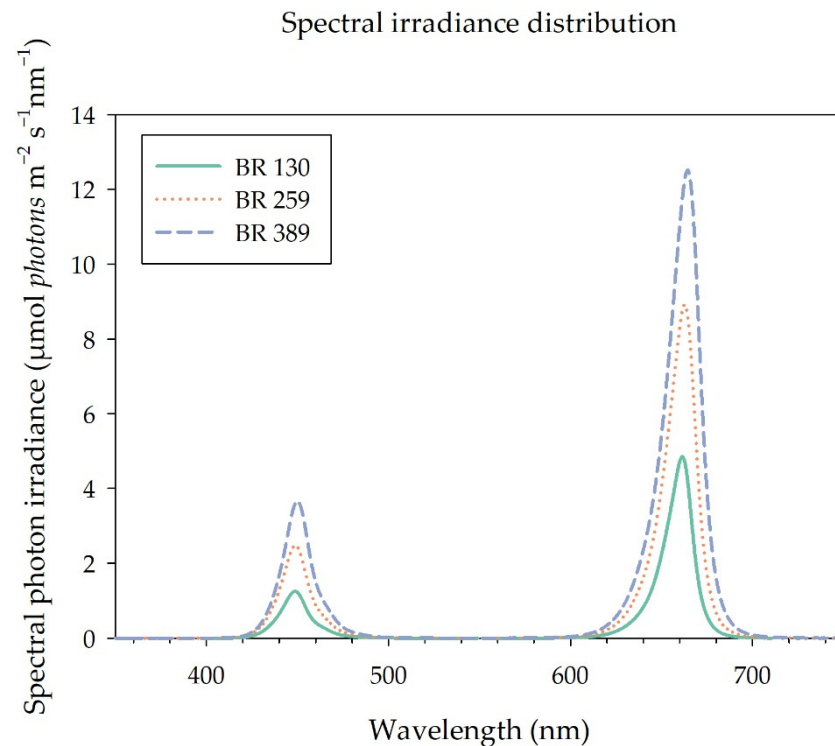 Spectral irradiance distribution
Spectral photon irradiance (µmol photons m⁻² s⁻¹nm⁻¹)
14
12
10
8
6
4
2
0
BR 130
BR 259
BR 389
400 500 600 700
Wavelength (nm)